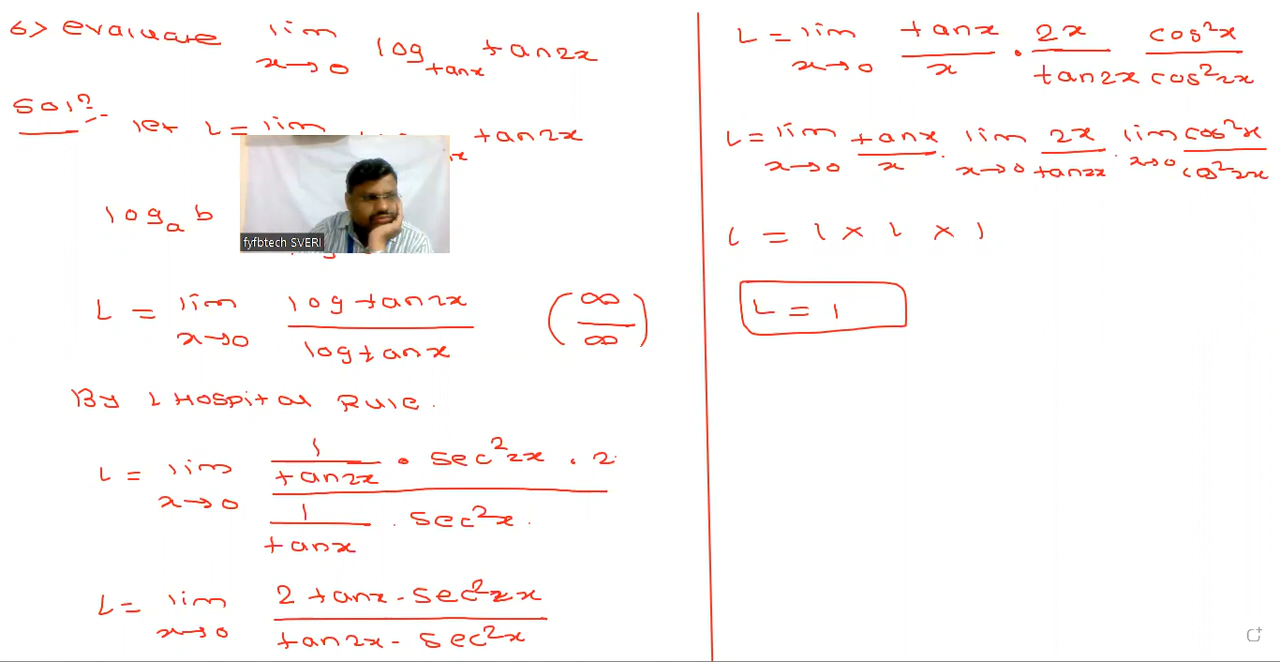 6> evaluate lim x→0 log_tanx tan2x
Solⁿ:- let L = lim tan2x
log_a b
L = lim x→0 log tan2x / log tanx (∞/∞)
By L Hospital Rule.
L = lim x→0 (1/tan2x · sec²2x · 2) / (1/tanx · sec²x)
L = lim x→0 2 tanx · sec²2x / tan2x · sec²x
L = lim x→0 tanx/x · 2x/tan2x cos²x/cos²2x
L = lim x→0 tanx/x · lim x→0 2x/tan2x · lim x→0 cos²x/cos²2x
L = 1 × 1 × 1
L = 1
fyfbtech SVERI